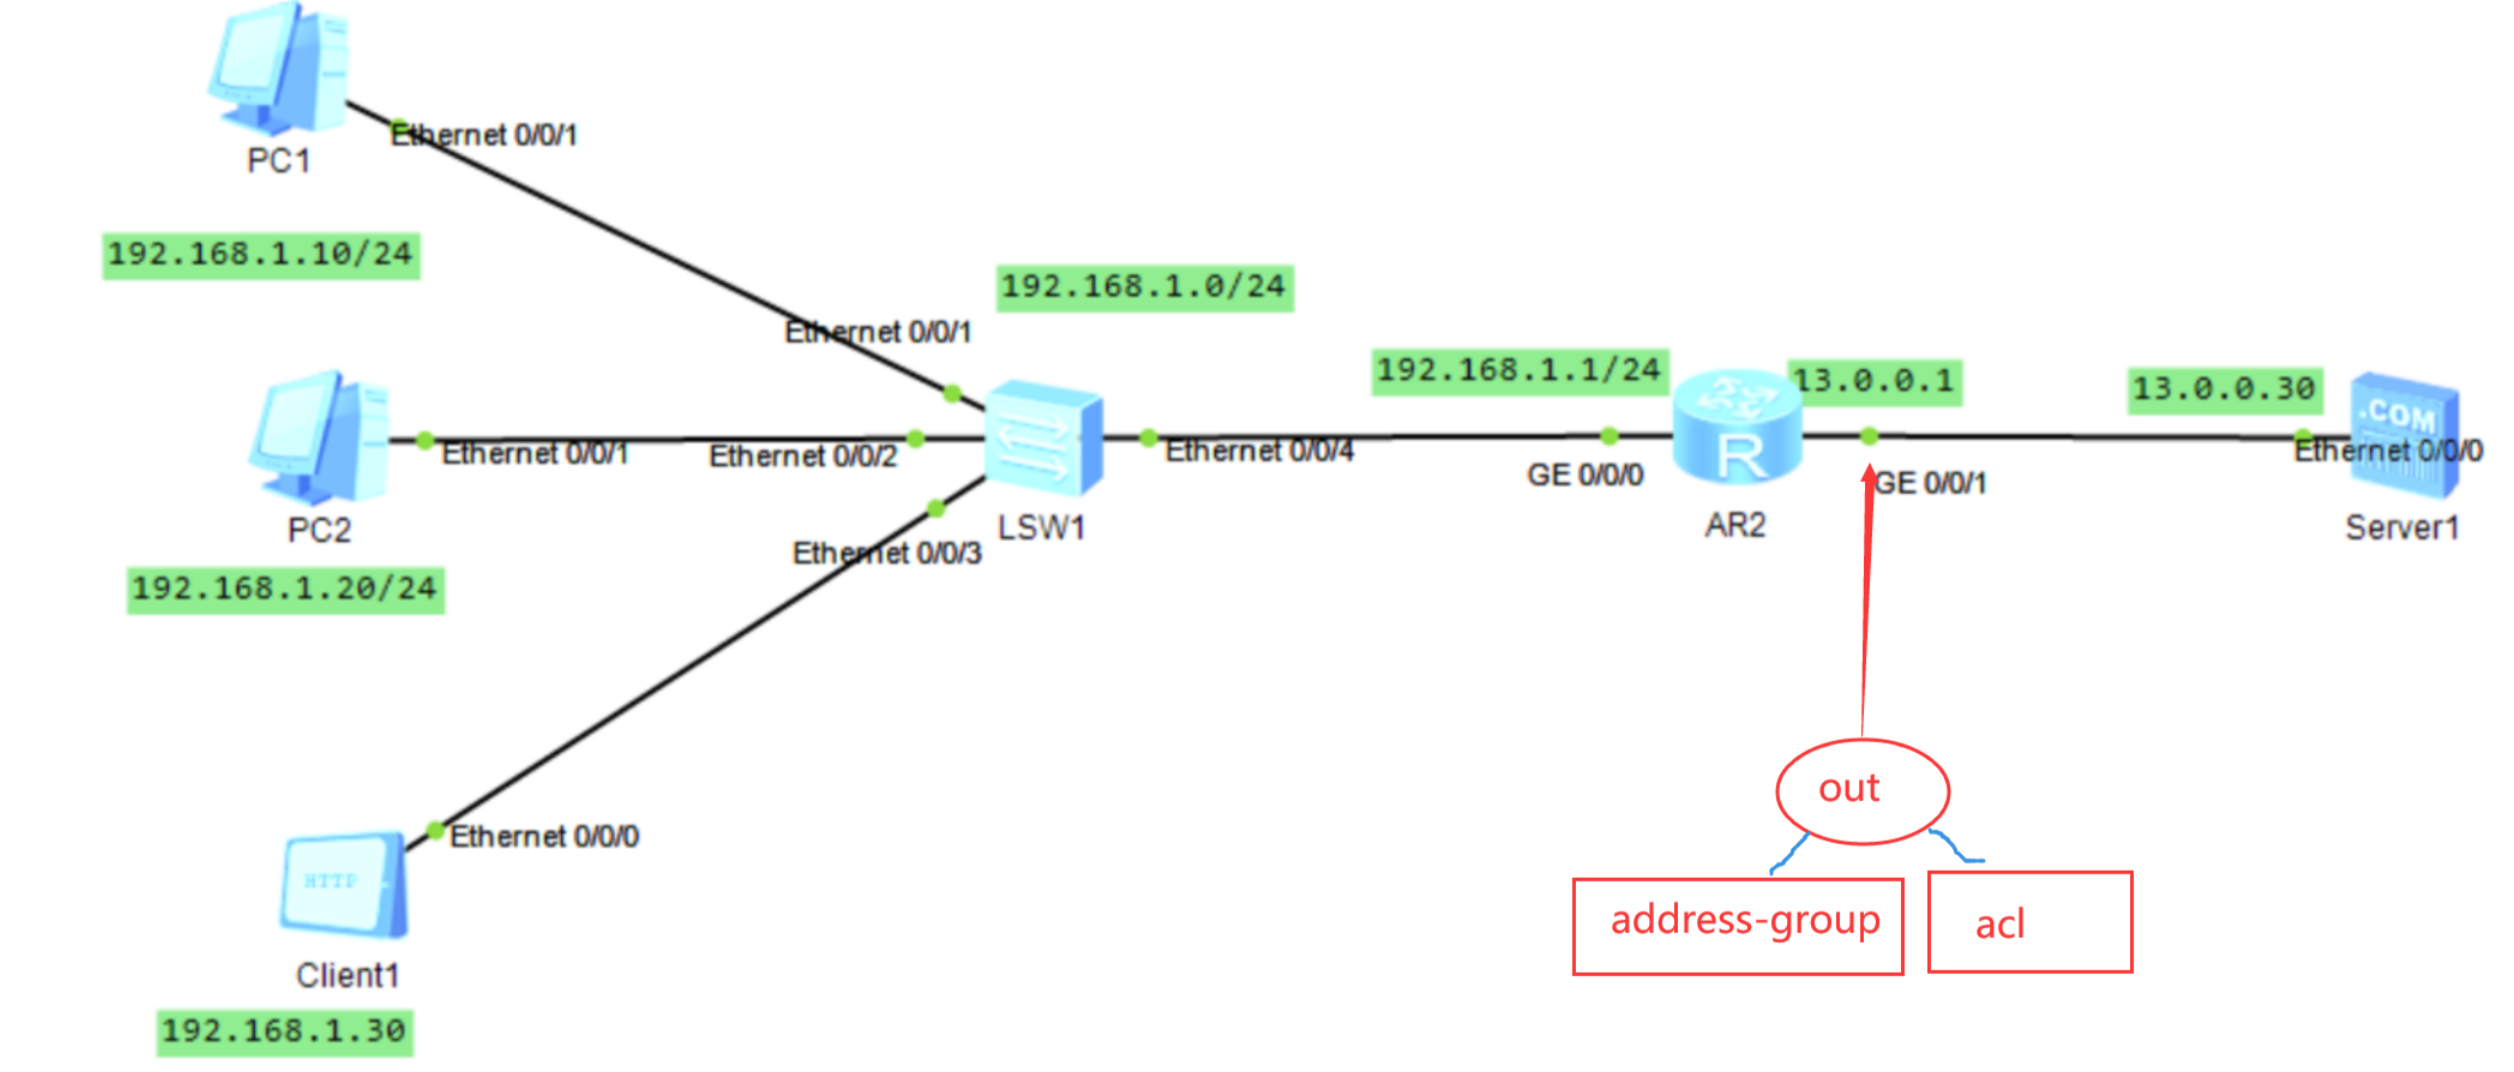 Ethernet 0/0/1
PC1
192.168.1.10/24
192.168.1.0/24
Ethernet 0/0/1
192.168.1.1/24
13.0.0.1
13.0.0.30
.COM
Ethernet 0/0/1
Ethernet 0/0/2
Ethernet 0/0/4
GE 0/0/0
R
GE 0/0/1
Ethernet 0/0/0
PC2
LSW1
AR2
Server1
Ethernet 0/0/3
192.168.1.20/24
out
Ethernet 0/0/0
HTTP
address-group
acl
Client1
192.168.1.30